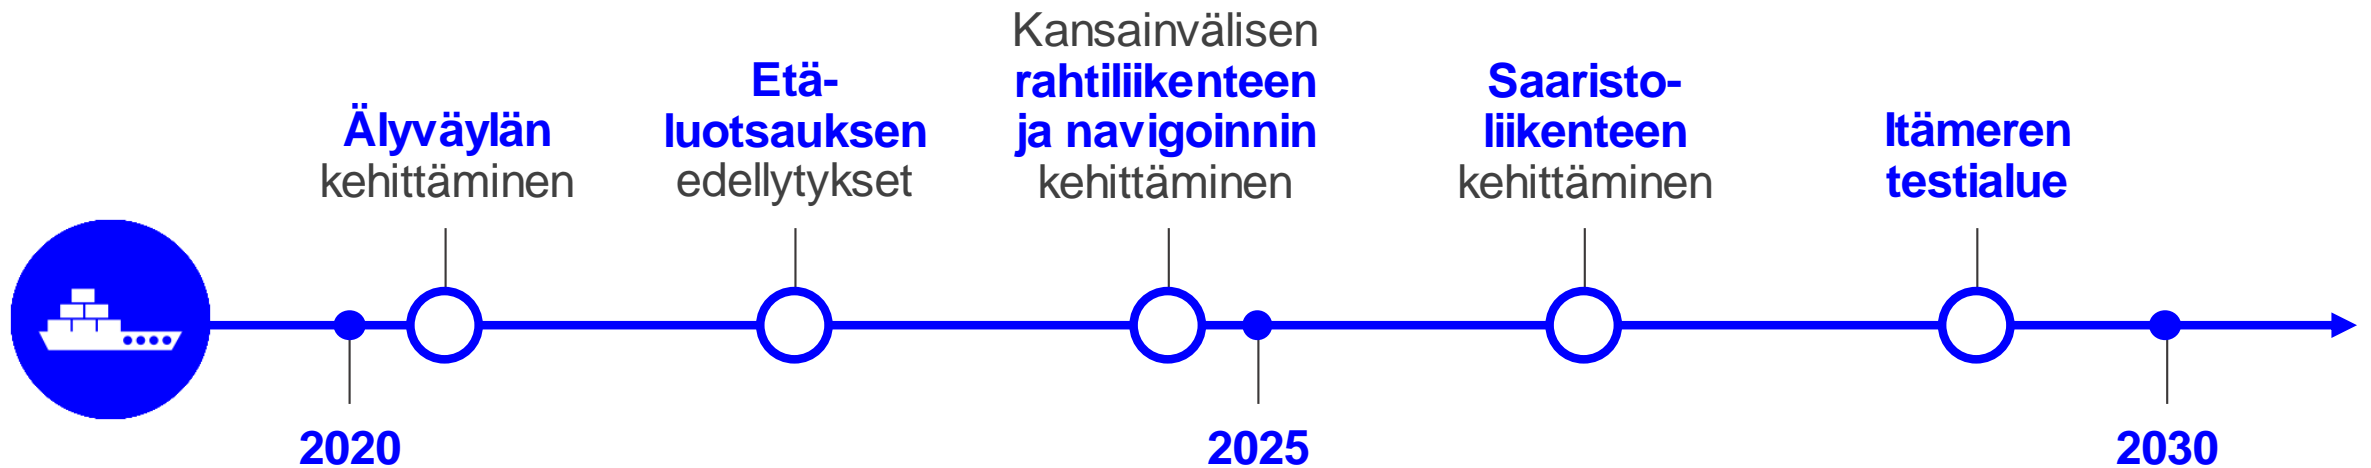 Älyväylän
kehittäminen
Etä-
luotsauksen
edellytykset
Kansainvälisen
rahtiliikenteen
ja navigoinnin
kehittäminen
Saaristo-
liikenteen
kehittäminen
Itämeren
testialue
2020
2025
2030